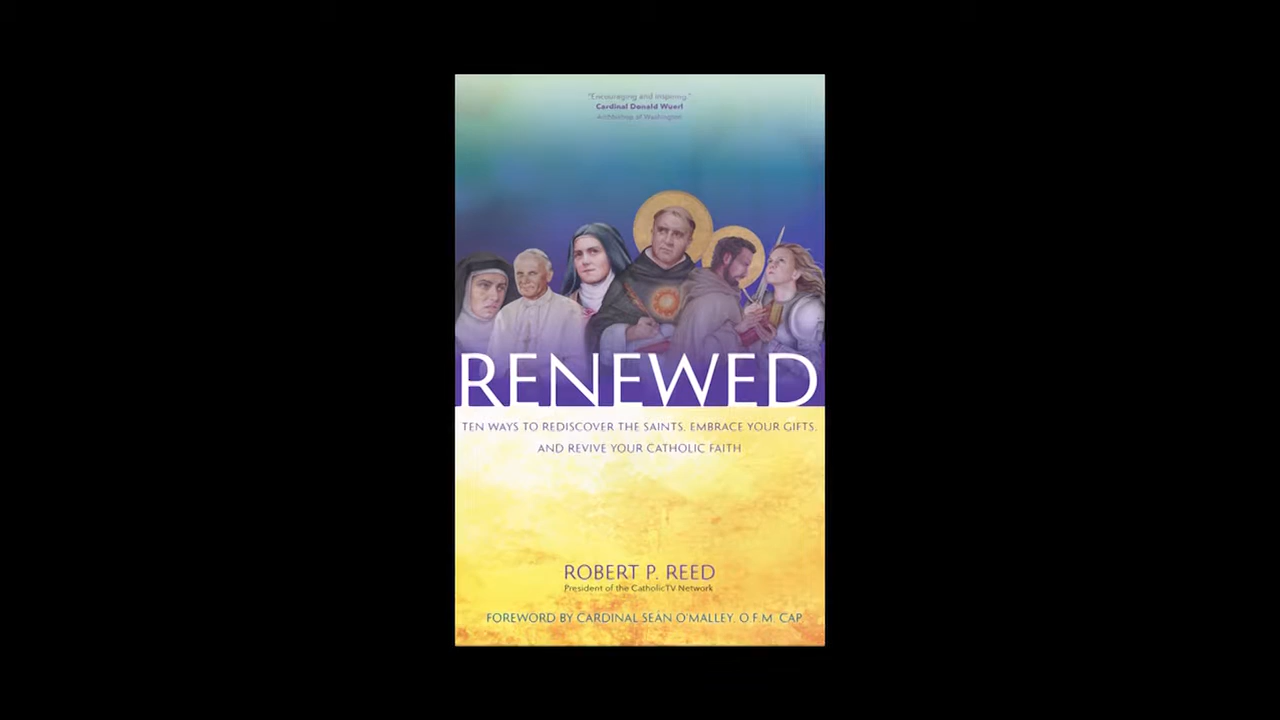 "Encouraging and inspiring."
Cardinal Donald Wuerl
Archbishop of Washington
RENEWED
TEN WAYS TO REDISCOVER THE SAINTS, EMBRACE YOUR GIFTS,
AND REVIVE YOUR CATHOLIC FAITH
ROBERT P. REED
President of the CatholicTV Network
FOREWORD BY CARDINAL SEÁN O'MALLEY, O.F.M. CAP.